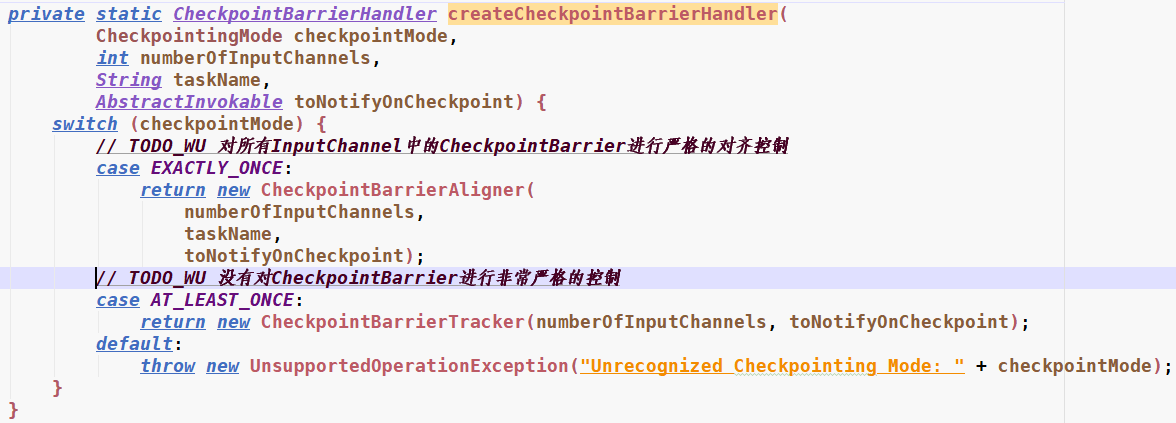 private static CheckpointBarrierHandler createCheckpointBarrierHandler(
CheckpointingMode checkpointMode,
int numberOfInputChannels,
String taskName,
AbstractInvokable toNotifyOnCheckpoint) {
switch (checkpointMode) {
// TODO_WU 对所有InputChannel中的CheckpointBarrier进行严格的对齐控制
case EXACTLY_ONCE:
return new CheckpointBarrierAligner(
numberOfInputChannels,
taskName,
toNotifyOnCheckpoint);
// TODO_WU 没有对CheckpointBarrier进行非常严格的控制
case AT_LEAST_ONCE:
return new CheckpointBarrierTracker(numberOfInputChannels, toNotifyOnCheckpoint);
default:
throw new UnsupportedOperationException("Unrecognized Checkpointing Mode: " + checkpointMode);
}
}